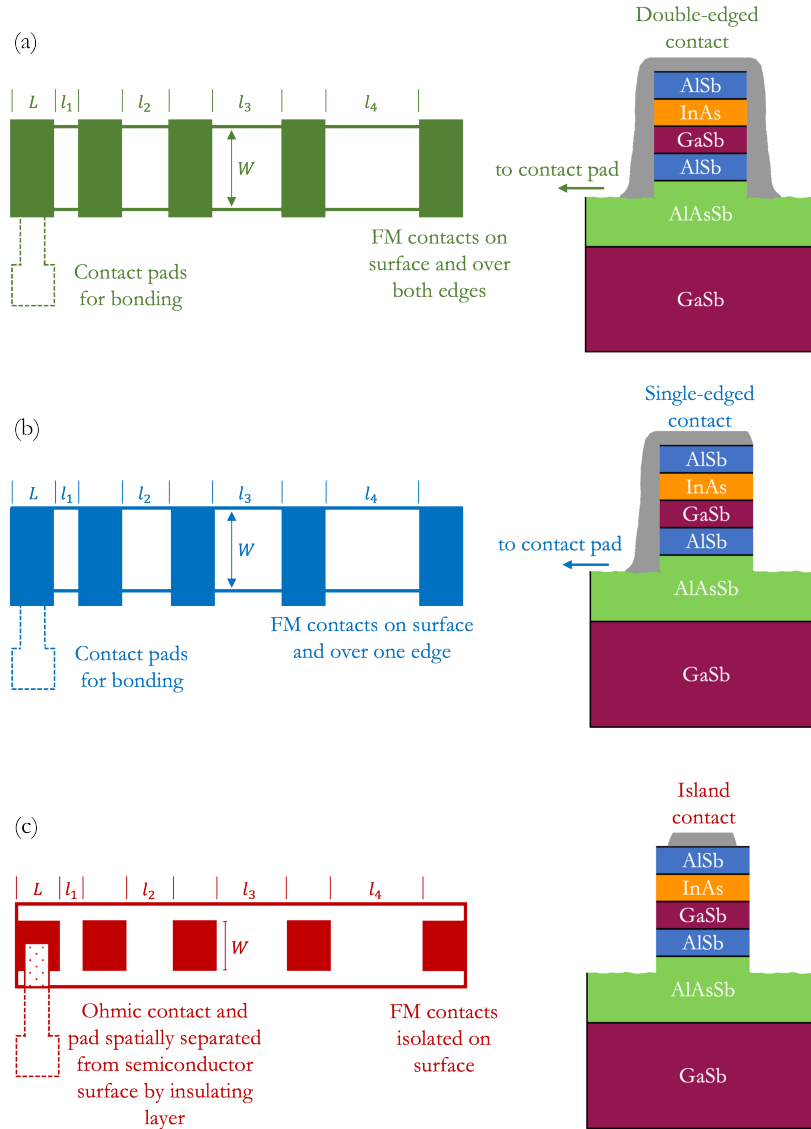 (a)
Double-edged
contact
L l₁ l₂ l₃ l₄
W
AlSb
InAs
GaSb
AlSb
to contact pad
AlAsSb
GaSb
FM contacts on
surface and over
both edges
Contact pads
for bonding
(b)
Single-edged
contact
L l₁ l₂ l₃ l₄
W
AlSb
InAs
GaSb
AlSb
to contact pad
AlAsSb
GaSb
FM contacts on surface
and over one edge
Contact pads
for bonding
(c)
Island
contact
L l₁ l₂ l₃ l₄
W
AlSb
InAs
GaSb
AlSb
AlAsSb
GaSb
Ohmic contact and
pad spatially separated
from semiconductor
surface by insulating
layer
FM contacts
isolated on
surface